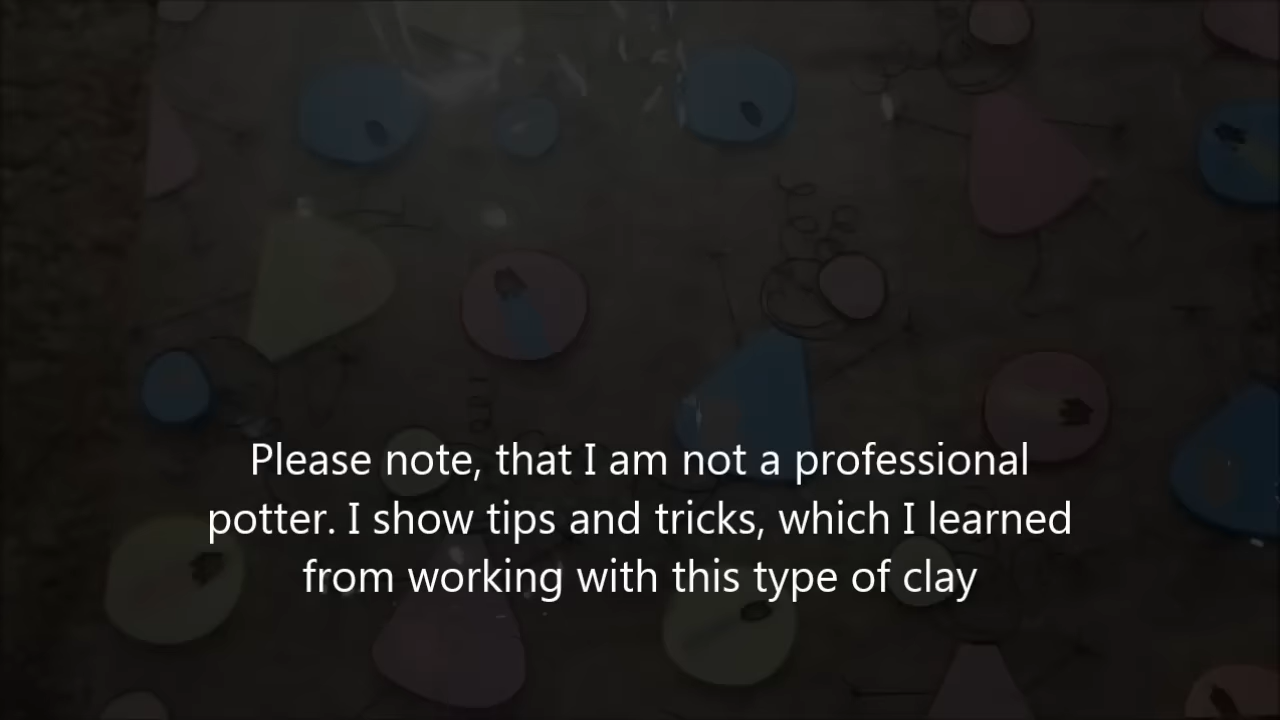 Please note, that I am not a professional
potter. I show tips and tricks, which I learned
from working with this type of clay